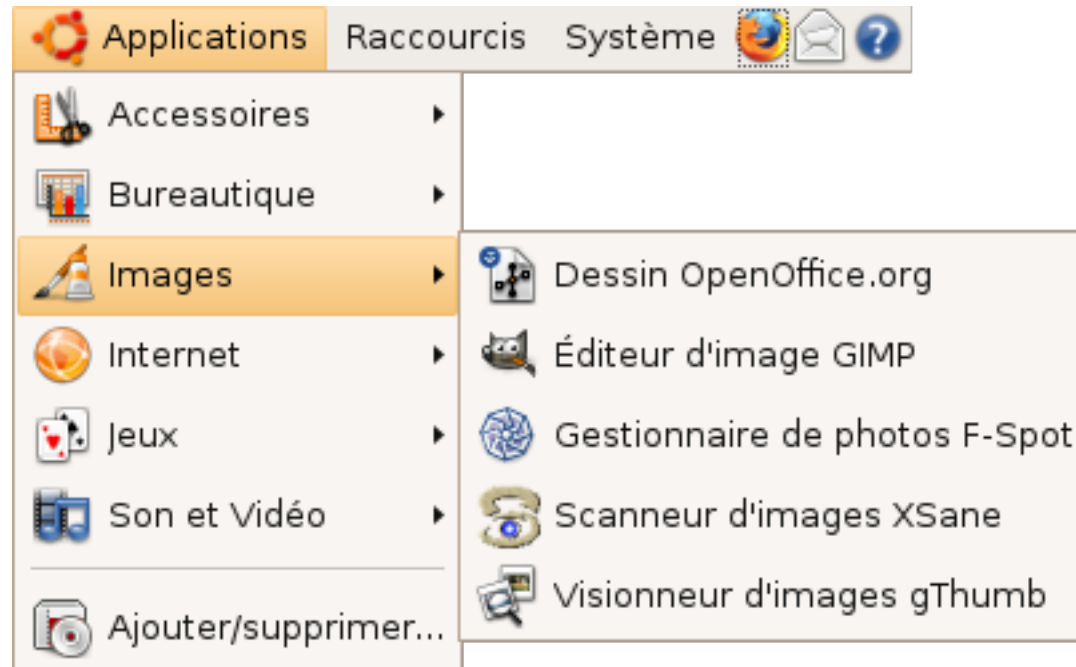 Applications Raccourcis Système
Accessoires
Bureautique
Images
Internet
Jeux
Son et Vidéo
Ajouter/supprimer...
Dessin OpenOffice.org
Éditeur d'image GIMP
Gestionnaire de photos F-Spot
Scanneur d'images XSane
Visionneur d'images gThumb